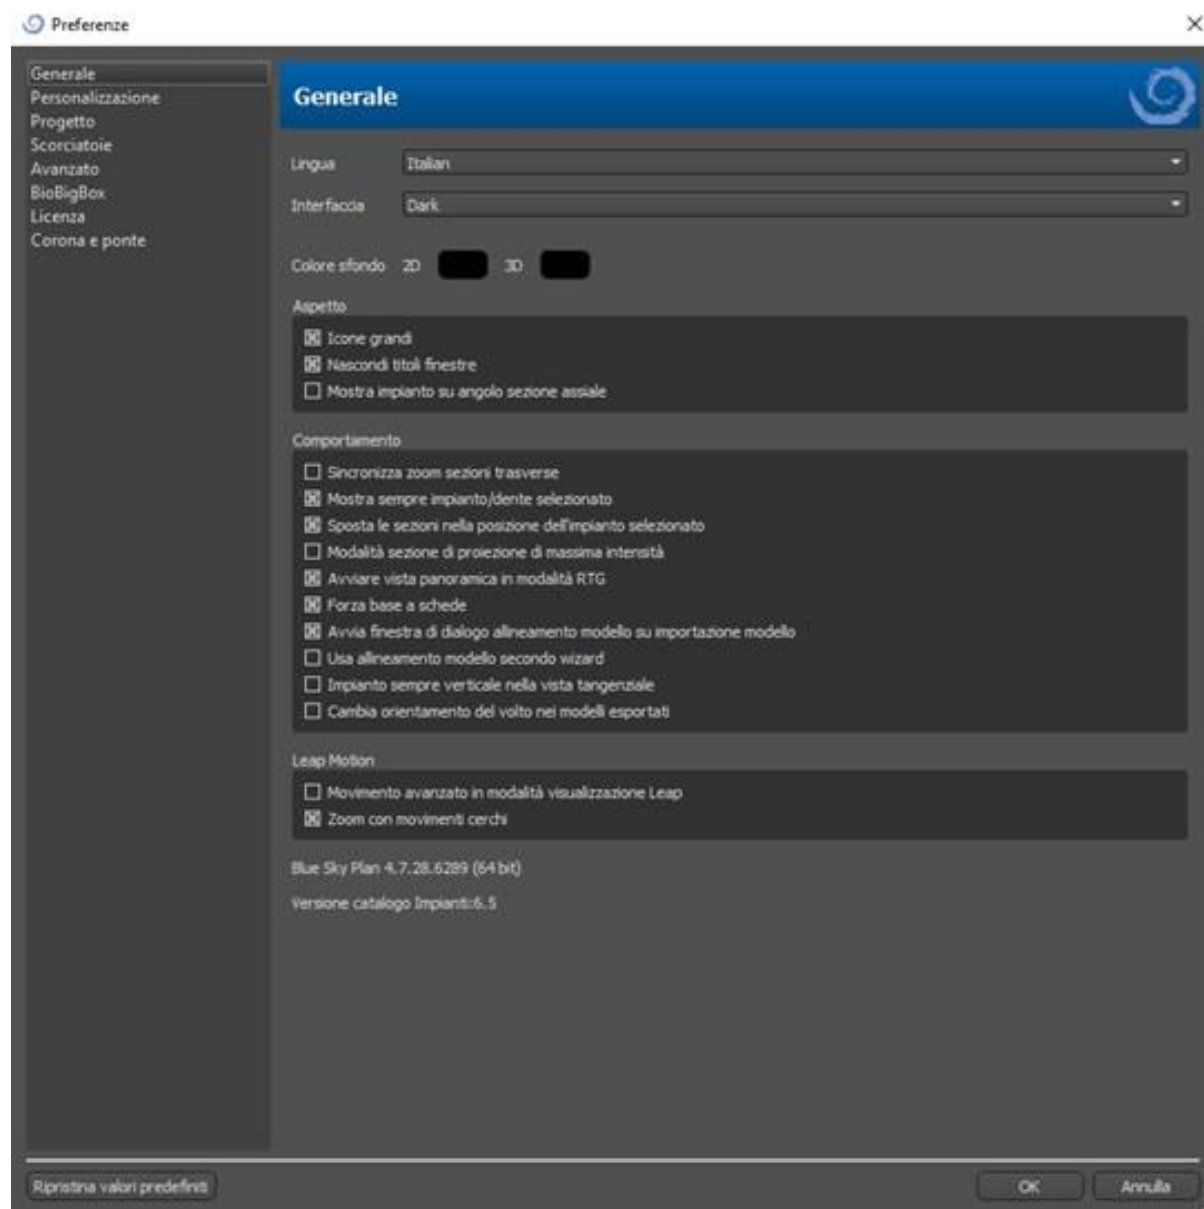 Preferenze
Generale
Personalizzazione
Progetto
Scorciatoie
Avanzato
BioBigBox
Licenza
Corona e ponte
Generale
Lingua Italian
Interfaccia Dark
Colore sfondo 2D 3D
Aspetto
Icone grandi
Nascondi titoli finestre
Mostra impianto su angolo sezione assiale
Comportamento
Sincronizza zoom sezioni trasverse
Mostra sempre impianto/dente selezionato
Sposta le sezioni nella posizione dell'impianto selezionato
Modalità sezione di proiezione di massima intensità
Avviare vista panoramica in modalità RTG
Forza base a schede
Avvia finestra di dialogo allineamento modello su importazione modello
Usa allineamento modello secondo wizard
Impianto sempre verticale nella vista tangenziale
Cambia orientamento del volto nei modelli esportati
Leap Motion
Movimento avanzato in modalità visualizzazione Leap
Zoom con movimenti cerchi
Blue Sky Plan 4.7.28.6289 (64 bit)
Versione catalogo Impianti:6.5
Ripristina valori predefiniti OK Annulla